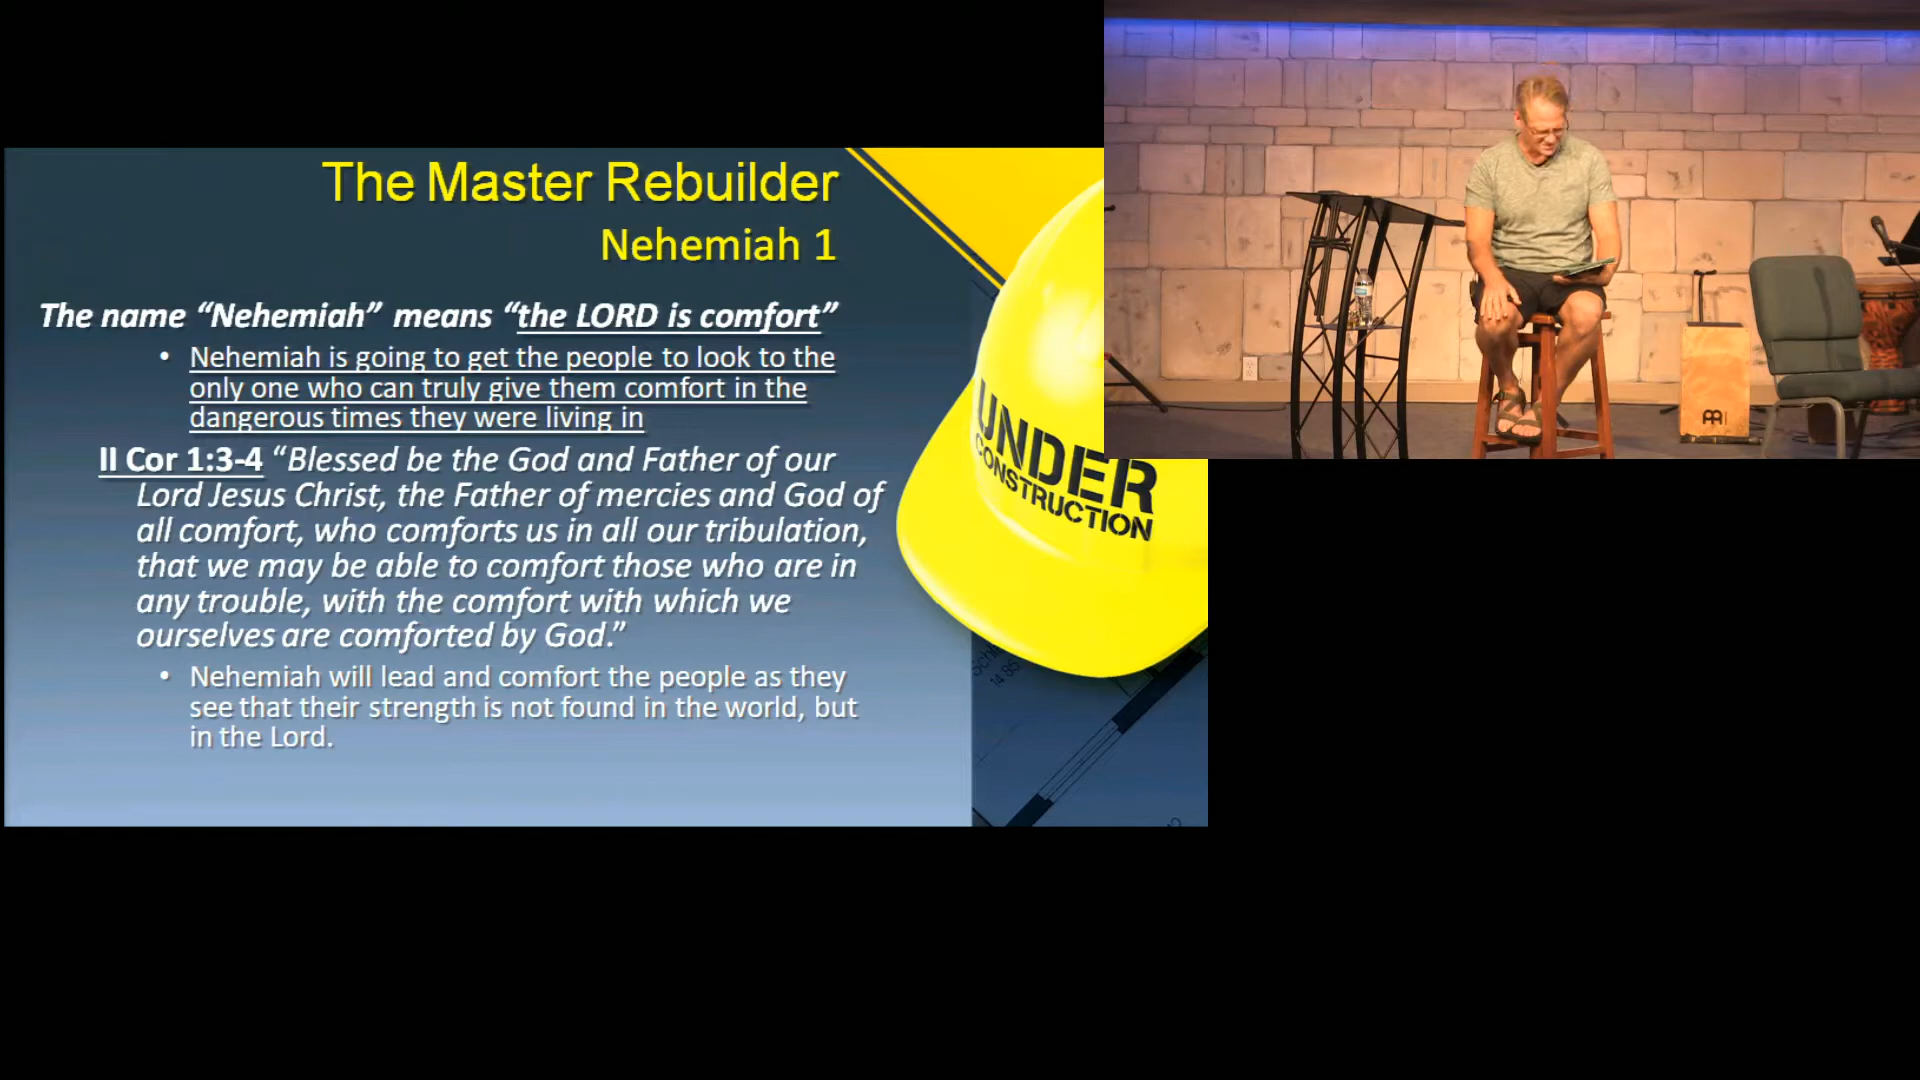 The Master Rebuilder
Nehemiah 1
The name “Nehemiah” means “the LORD is comfort”
• Nehemiah is going to get the people to look to the
only one who can truly give them comfort in the
dangerous times they were living in
II Cor 1:3-4 “Blessed be the God and Father of our
Lord Jesus Christ, the Father of mercies and God of
all comfort, who comforts us in all our tribulation,
that we may be able to comfort those who are in
any trouble, with the comfort with which we
ourselves are comforted by God.”
• Nehemiah will lead and comfort the people as they
see that their strength is not found in the world, but
in the Lord.
UNDER
CONSTRUCTION